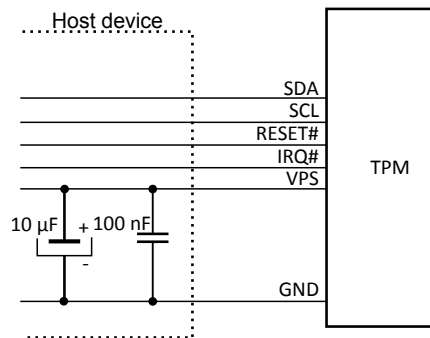 Host device
SDA
SCL
RESET#
IRQ#
VPS
TPM
10 µF + 100 nF
-
GND